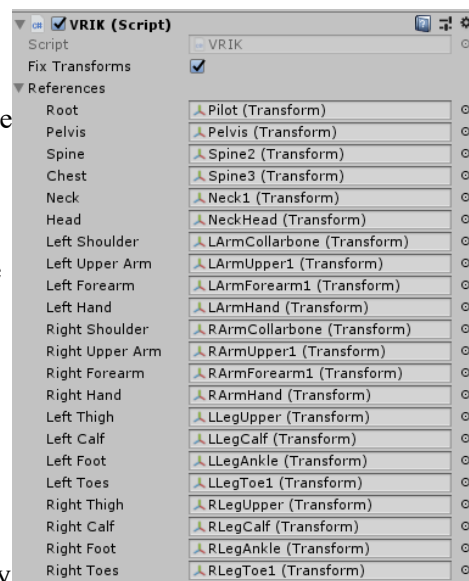 VRIK (Script)
Script VRIK
Fix Transforms
References
Root Pilot (Transform)
Pelvis Pelvis (Transform)
Spine Spine2 (Transform)
Chest Spine3 (Transform)
Neck Neck1 (Transform)
Head NeckHead (Transform)
Left Shoulder LArmCollarbone (Transform)
Left Upper Arm LArmUpper1 (Transform)
Left Forearm LArmForearm1 (Transform)
Left Hand LArmHand (Transform)
Right Shoulder RArmCollarbone (Transform)
Right Upper Arm RArmUpper1 (Transform)
Right Forearm RArmForearm1 (Transform)
Right Hand RArmHand (Transform)
Left Thigh LLegUpper (Transform)
Left Calf LLegCalf (Transform)
Left Foot LLegAnkle (Transform)
Left Toes LLegToe1 (Transform)
Right Thigh RLegUpper (Transform)
Right Calf RLegCalf (Transform)
Right Foot RLegAnkle (Transform)
Right Toes RLegToe1 (Transform)